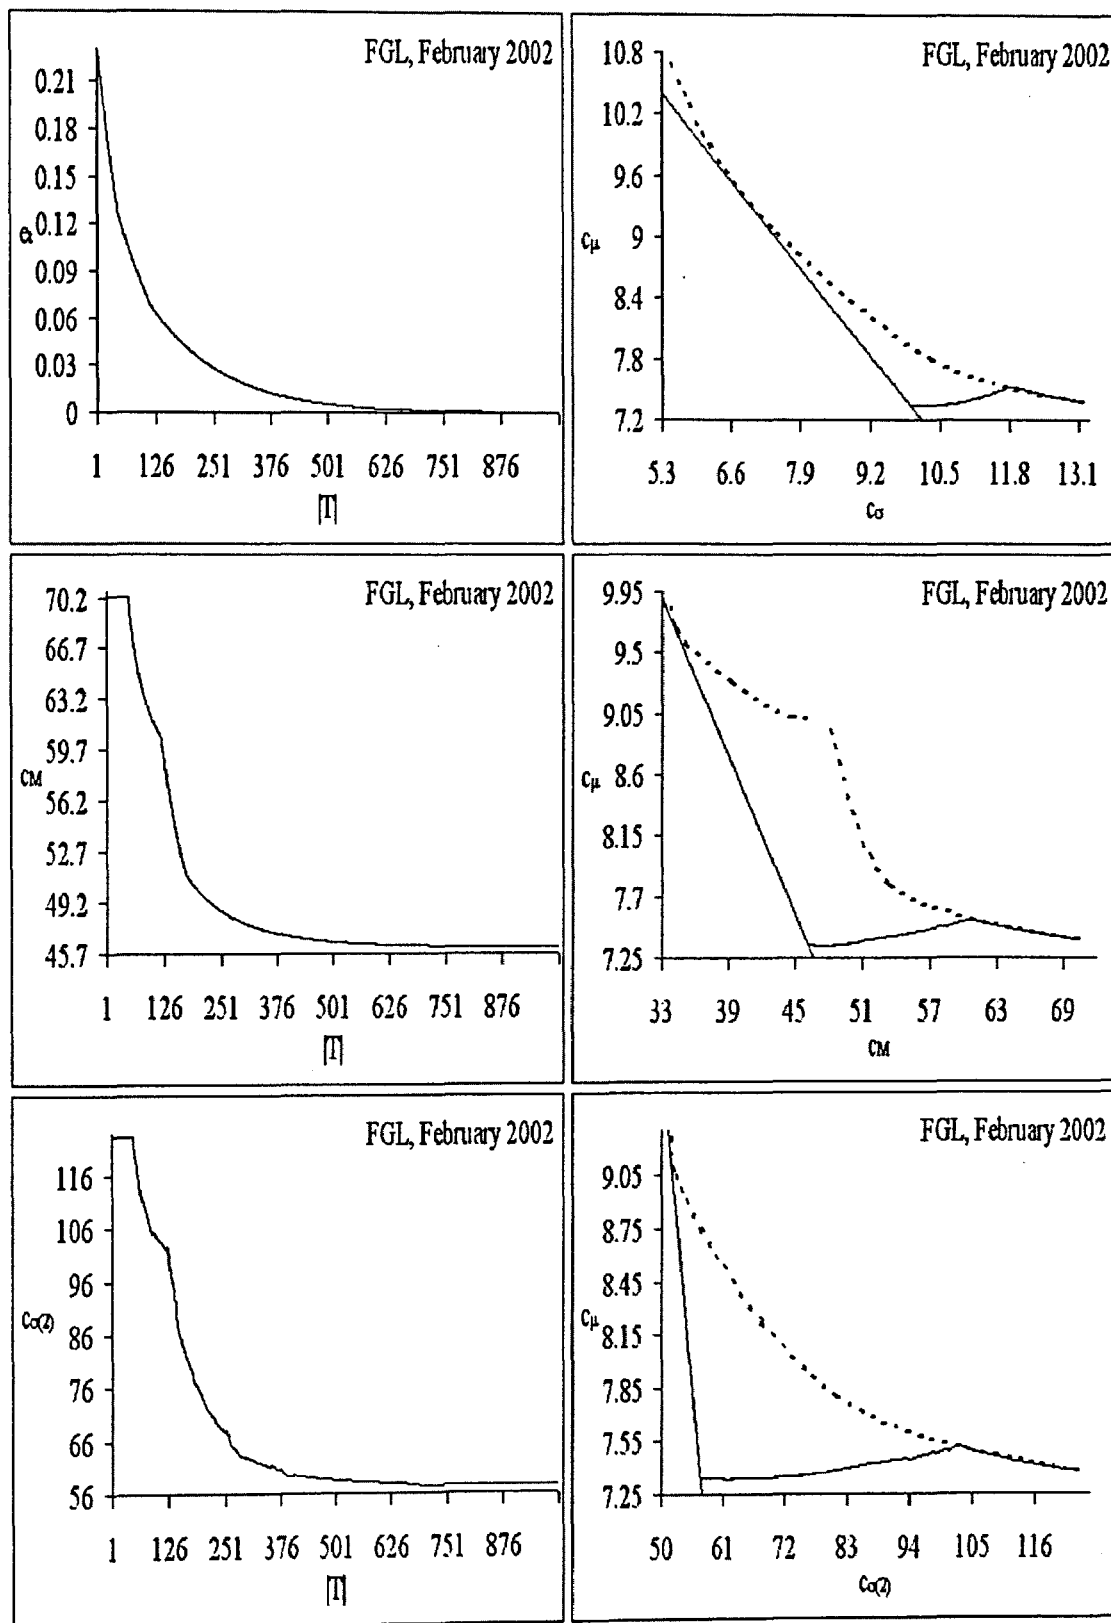 FGL, February 2002
0.21
0.18
0.15
0.12
α
0.09
0.06
0.03
0
1 126 251 376 501 626 751 876
|T|
FGL, February 2002
10.8
10.2
9.6
cμ 9
8.4
7.8
7.2
5.3 6.6 7.9 9.2 10.5 11.8 13.1
cσ
FGL, February 2002
70.2
66.7
63.2
59.7
cM
56.2
52.7
49.2
45.7
1 126 251 376 501 626 751 876
|T|
FGL, February 2002
9.95
9.5
9.05
cμ 8.6
8.15
7.7
7.25
33 39 45 51 57 63 69
cM
FGL, February 2002
116
106
96
cσ(2) 86
76
66
56
1 126 251 376 501 626 751 876
|T|
FGL, February 2002
9.05
8.75
8.45
cμ 8.15
7.85
7.55
7.25
50 61 72 83 94 105 116
cσ(2)